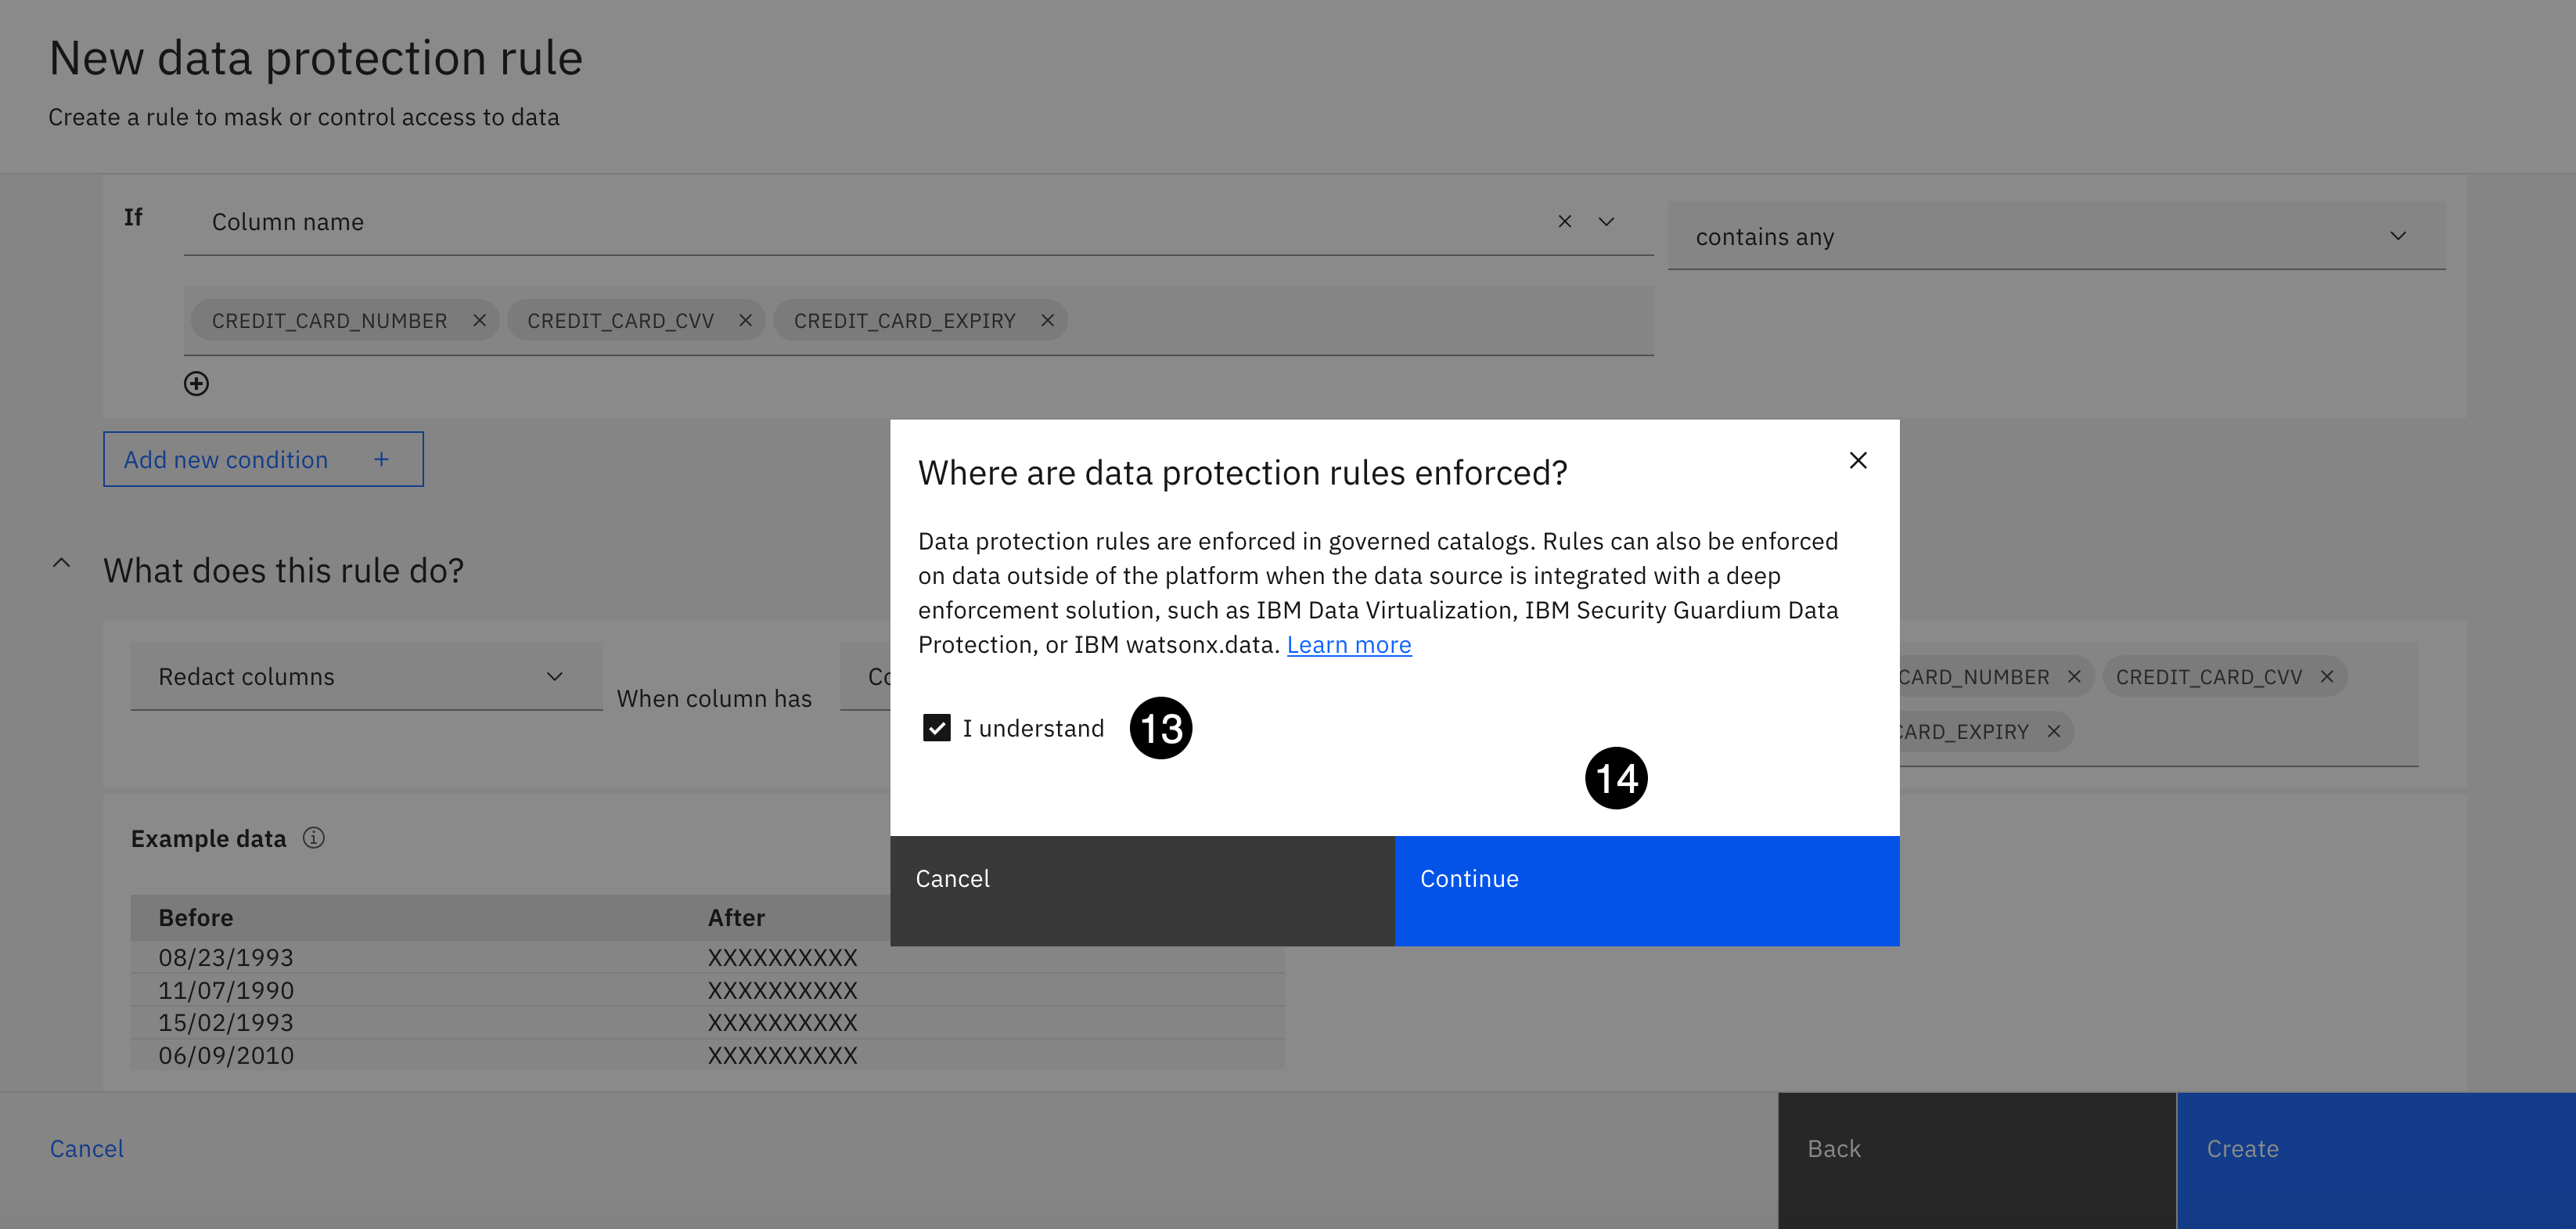 New data protection rule
Create a rule to mask or control access to data
If
Column name
contains any
CREDIT_CARD_NUMBER CREDIT_CARD_CVV CREDIT_CARD_EXPIRY
Add new condition +
Where are data protection rules enforced?
Data protection rules are enforced in governed catalogs. Rules can also be enforced
on data outside of the platform when the data source is integrated with a deep
enforcement solution, such as IBM Data Virtualization, IBM Security Guardium Data
Protection, or IBM watsonx.data. Learn more
I understand 13
14
Cancel Continue
What does this rule do?
Redact columns
When column has
CARD_NUMBER CREDIT_CARD_CVV
CARD_EXPIRY
Example data
Before After
08/23/1993 XXXXXXXXXX
11/07/1990 XXXXXXXXXX
15/02/1993 XXXXXXXXXX
06/09/2010 XXXXXXXXXX
Cancel
Back
Create